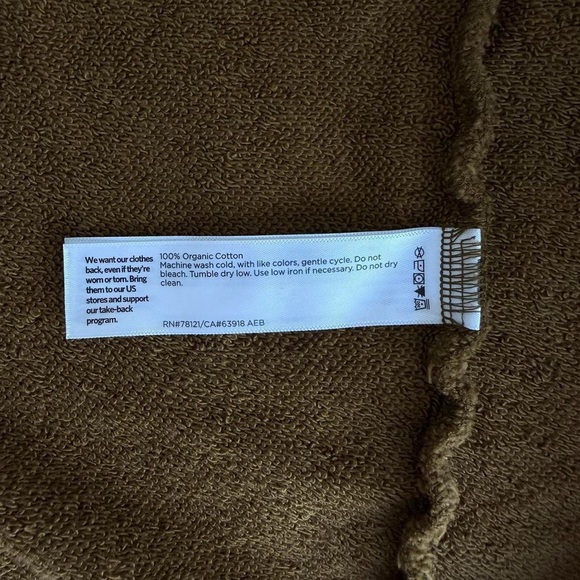 We want our clothes
back, even if they're
worn or torn. Bring
them to our US
stores and support
our take-back
program.
100% Organic Cotton
Machine wash cold, with like colors, gentle cycle. Do not
bleach. Tumble dry low. Use low iron if necessary. Do not dry
clean.
RN#78121/CA#63918 AEB